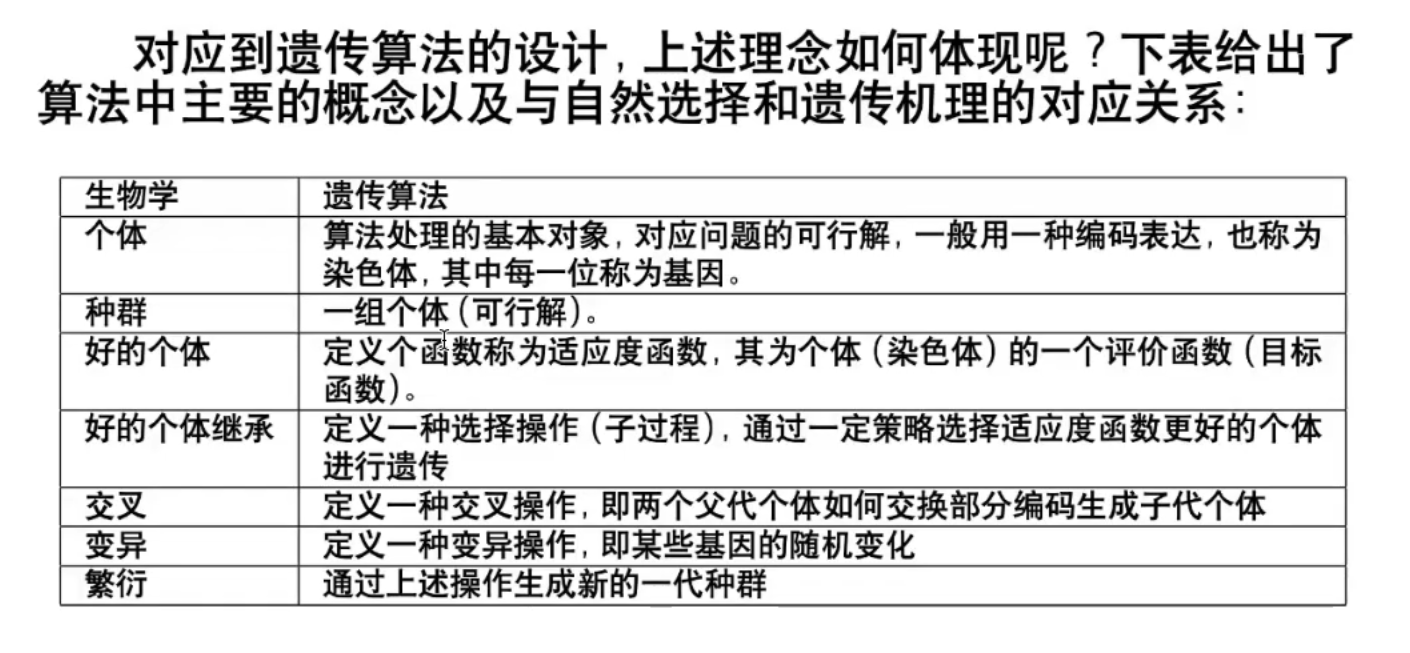 对应到遗传算法的设计，上述理念如何体现呢？下表给出了
算法中主要的概念以及与自然选择和遗传机理的对应关系：
生物学 遗传算法
个体 算法处理的基本对象，对应问题的可行解，一般用一种编码表达，也称为
染色体，其中每一位称为基因。
种群 一组个体（可行解）。
好的个体 定义个函数称为适应度函数，其为个体（染色体）的一个评价函数（目标
函数）。
好的个体继承 定义一种选择操作（子过程），通过一定策略选择适应度函数更好的个体
进行遗传
交叉 定义一种交叉操作，即两个父代个体如何交换部分编码生成子代个体
变异 定义一种变异操作，即某些基因的随机变化
繁衍 通过上述操作生成新的一代种群